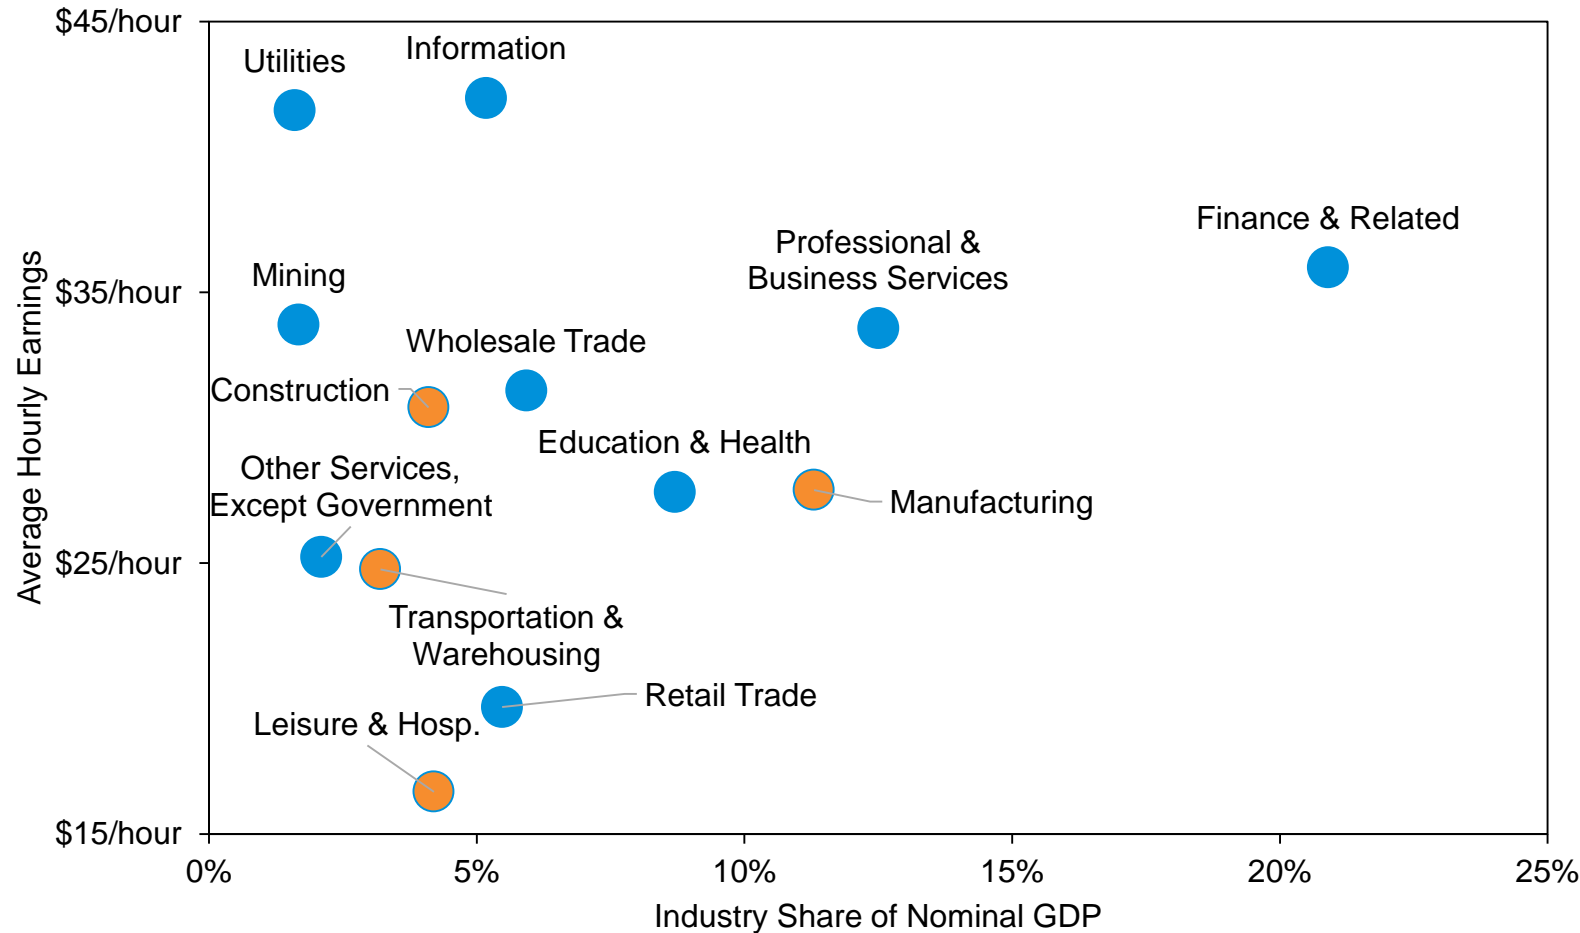 $45/hour
$35/hour
$25/hour
$15/hour
Average Hourly Earnings
Utilities
Information
Finance & Related
Professional &
Business Services
Mining
Wholesale Trade
Construction
Education & Health
Other Services,
Except Government
Manufacturing
Transportation &
Warehousing
Retail Trade
Leisure & Hosp.
0%
5%
10%
15%
20%
25%
Industry Share of Nominal GDP